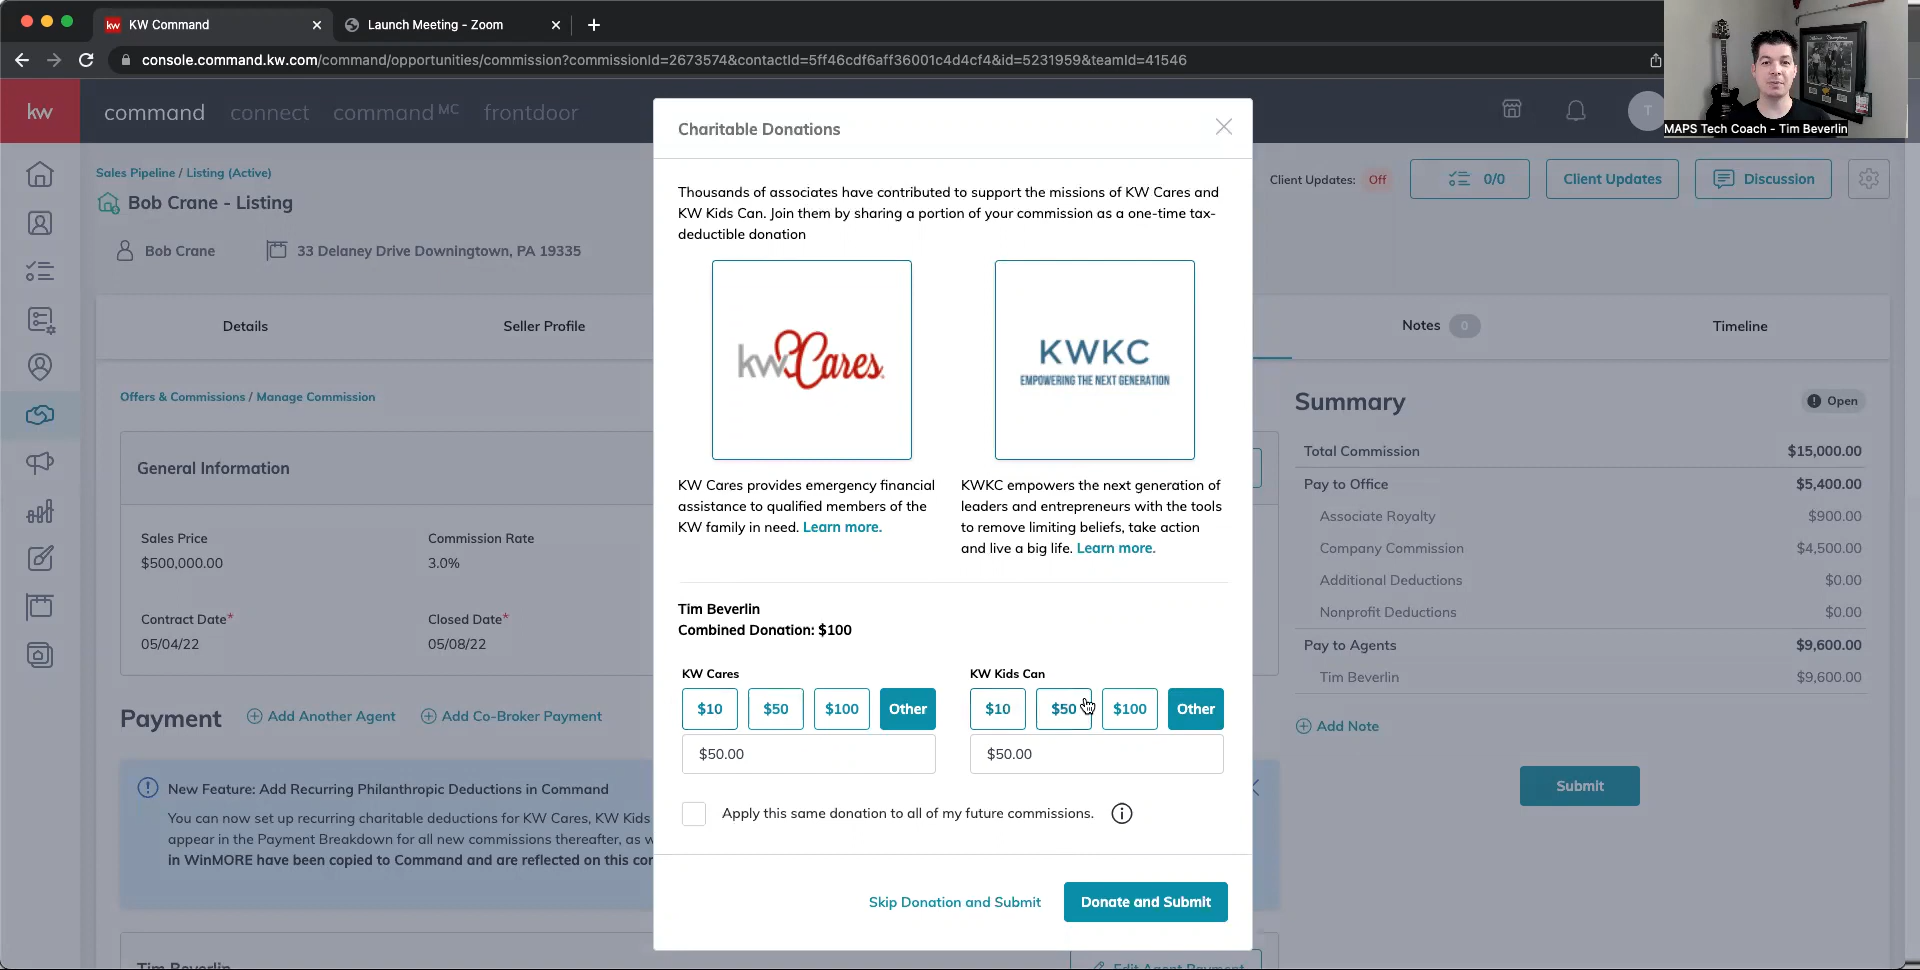 KW Command
Launch Meeting - Zoom
console.command.kw.com/command/opportunities/commission?commissionId=2673574&contactId=5ff46cdf6aff36001c4d4cf4&id=5231959&teamId=41546
MAPS Tech Coach - Tim Beverlin
kw
command
connect
command MC
frontdoor
T
Sales Pipeline / Listing (Active)
Bob Crane - Listing
Bob Crane
33 Delaney Drive Downingtown, PA 19335
Client Updates: Off
0/0
Client Updates
Discussion
Details
Seller Profile
Notes 0
Timeline
Offers & Commissions / Manage Commission
General Information
Sales Price
$500,000.00
Commission Rate
3.0%
Contract Date*
05/04/22
Closed Date*
05/08/22
Payment
Add Another Agent
Add Co-Broker Payment
New Feature: Add Recurring Philanthropic Deductions in Command
You can now set up recurring charitable deductions for KW Cares, KW Kids
appear in the Payment Breakdown for all new commissions thereafter, as
in WinMORE have been copied to Command and are reflected on this
Tim Beverlin
Edit Agent Payment
Charitable Donations
Thousands of associates have contributed to support the missions of KW Cares and
KW Kids Can. Join them by sharing a portion of your commission as a one-time tax-
deductible donation
kwCares
KWKC
EMPOWERING THE NEXT GENERATION
KW Cares provides emergency financial
assistance to qualified members of the
KW family in need. Learn more.
KWKC empowers the next generation of
leaders and entrepreneurs with the tools
to remove limiting beliefs, take action
and live a big life. Learn more.
Tim Beverlin
Combined Donation: $100
KW Cares
$10
$50
$100
Other
$50.00
KW Kids Can
$10
$50
$100
Other
$50.00
Apply this same donation to all of my future commissions.
Skip Donation and Submit
Donate and Submit
Summary
Open
Total Commission
$15,000.00
Pay to Office
$5,400.00
Associate Royalty
$900.00
Company Commission
$4,500.00
Additional Deductions
$0.00
Nonprofit Deductions
$0.00
Pay to Agents
$9,600.00
Tim Beverlin
$9,600.00
Add Note
Submit